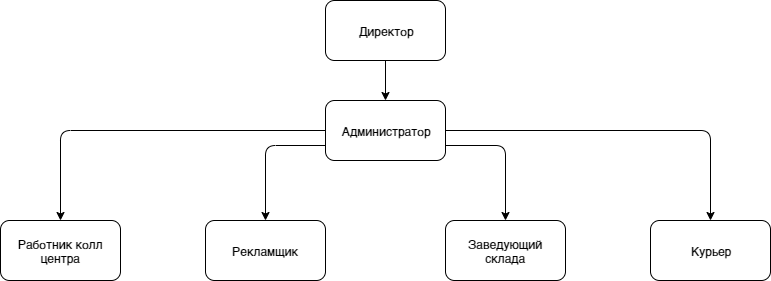 Директор
Администратор
Работник колл
центра
Рекламщик
Заведующий
склада
Курьер